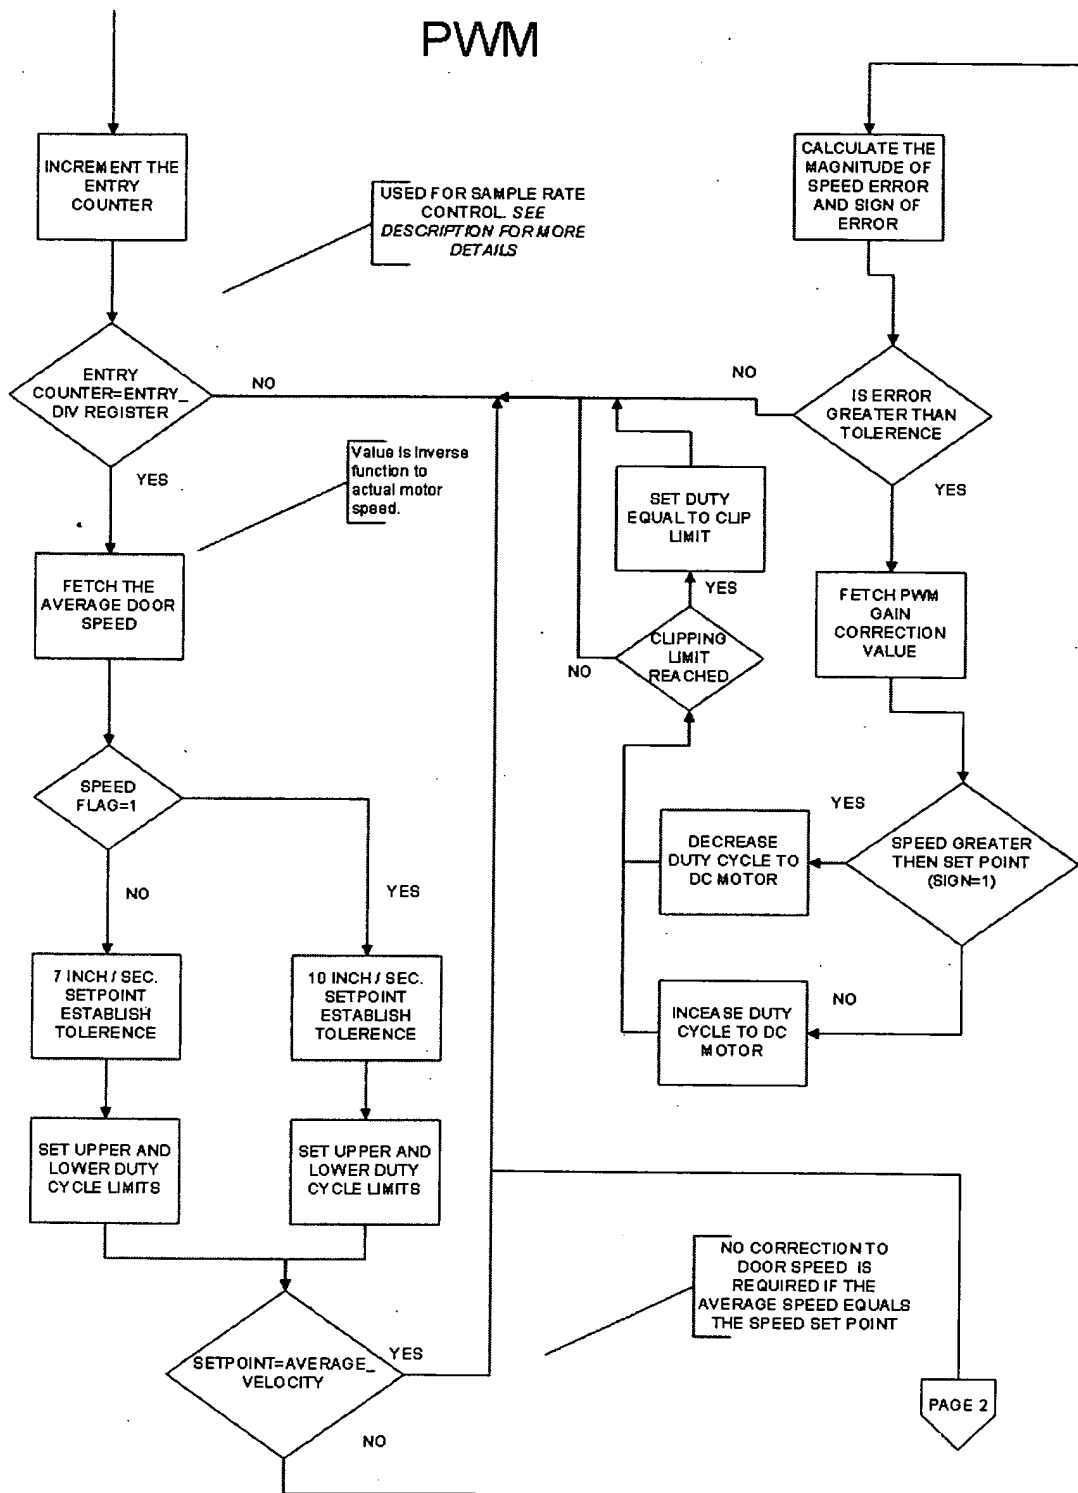 PWM
INCREMENT THE
ENTRY
COUNTER
USED FOR SAMPLE RATE
CONTROL. SEE
DESCRIPTION FOR MORE
DETAILS
ENTRY
COUNTER=ENTRY_
DIV REGISTER
NO
YES
Value is inverse
function to
actual motor
speed.
FETCH THE
AVERAGE DOOR
SPEED
SPEED
FLAG=1
NO
YES
7 INCH / SEC.
SETPOINT
ESTABLISH
TOLERENCE
10 INCH / SEC.
SETPOINT
ESTABLISH
TOLERENCE
SET UPPER AND
LOWER DUTY
CYCLE LIMITS
SET UPPER AND
LOWER DUTY
CYCLE LIMITS
SETPOINT=AVERAGE_
VELOCITY
YES
NO
NO CORRECTION TO
DOOR SPEED IS
REQUIRED IF THE
AVERAGE SPEED EQUALS
THE SPEED SET POINT
CALCULATE THE
MAGNITUDE OF
SPEED ERROR
AND SIGN OF
ERROR
IS ERROR
GREATER THAN
TOLERENCE
NO
YES
FETCH PWM
GAIN
CORRECTION
VALUE
SPEED GREATER
THEN SET POINT
(SIGN=1)
YES
NO
DECREASE
DUTY CYCLE TO
DC MOTOR
INCEASE DUTY
CYCLE TO DC
MOTOR
CLIPPING
LIMIT
REACHED
YES
NO
SET DUTY
EQUAL TO CLIP
LIMIT
PAGE 2